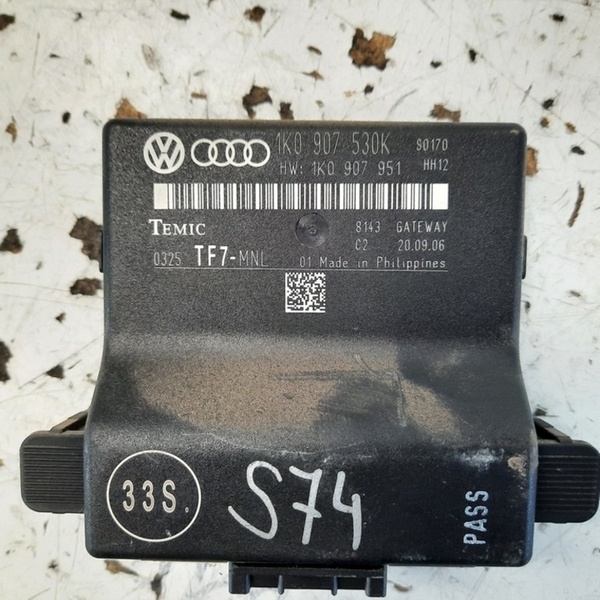 1K0 907 530K S0170
HW: 1K0 907 951 HH12
TEMIC 8143 GATEWAY
C2 20.09.06
0325 TF7-MNL 01 Made in Philippines
33S.
S74
PASS